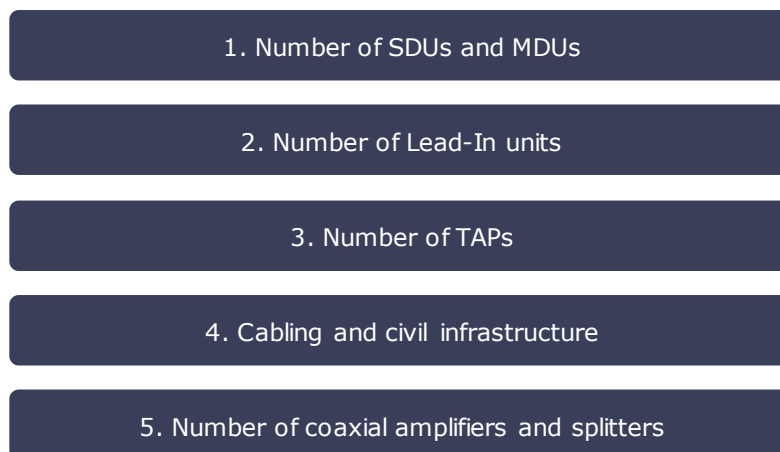 1. Number of SDUs and MDUs
2. Number of Lead-In units
3. Number of TAPs
4. Cabling and civil infrastructure
5. Number of coaxial amplifiers and splitters